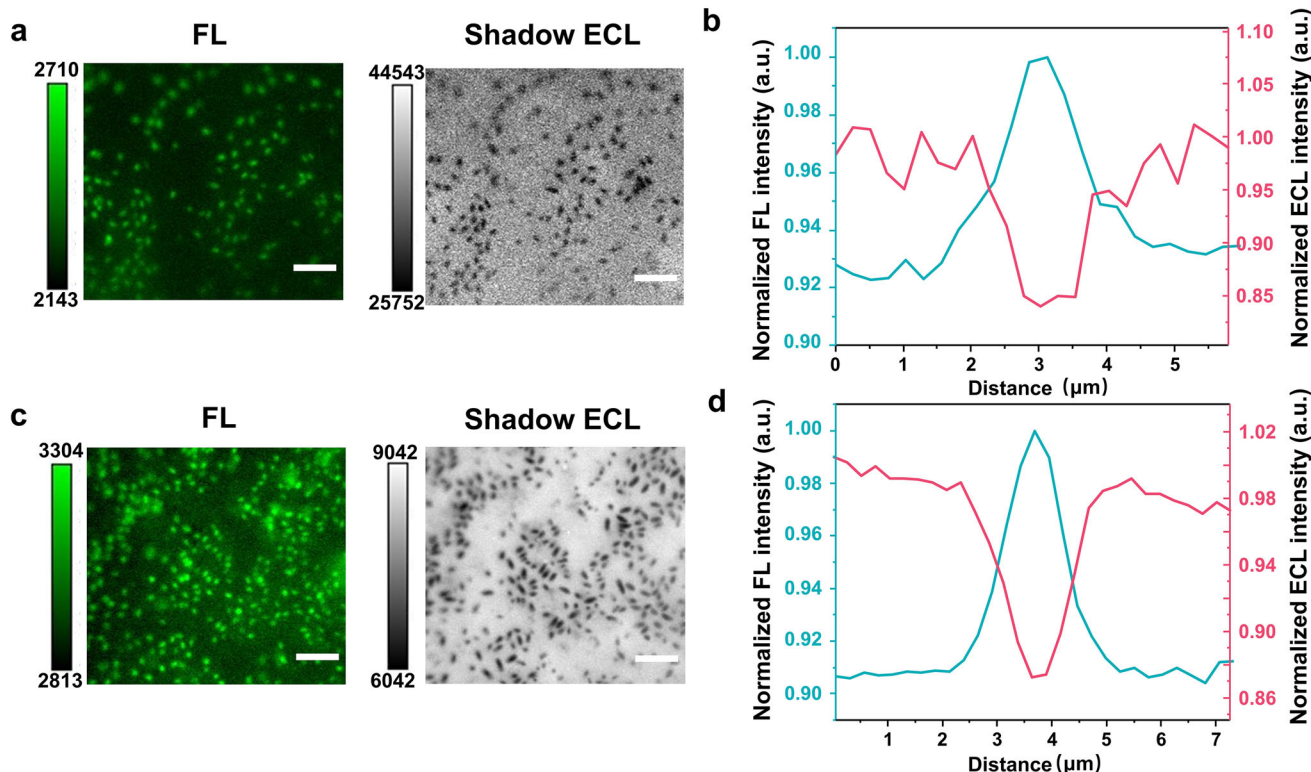 a
FL
Shadow ECL
2710
2143
44543
25752
b
Normalized FL intensity (a.u.)
1.00
0.98
0.96
0.94
0.92
0.90
1.10
1.05
1.00
0.95
0.90
0.85
Normalized ECL intensity (a.u.)
0 1 2 3 4 5
Distance (μm)
c
FL
Shadow ECL
3304
2813
9042
6042
d
Normalized FL intensity (a.u.)
1.00
0.98
0.96
0.94
0.92
0.91
0.90
1.02
0.98
0.94
0.90
0.86
Normalized ECL intensity (a.u.)
1 2 3 4 5 6 7
Distance (μm)